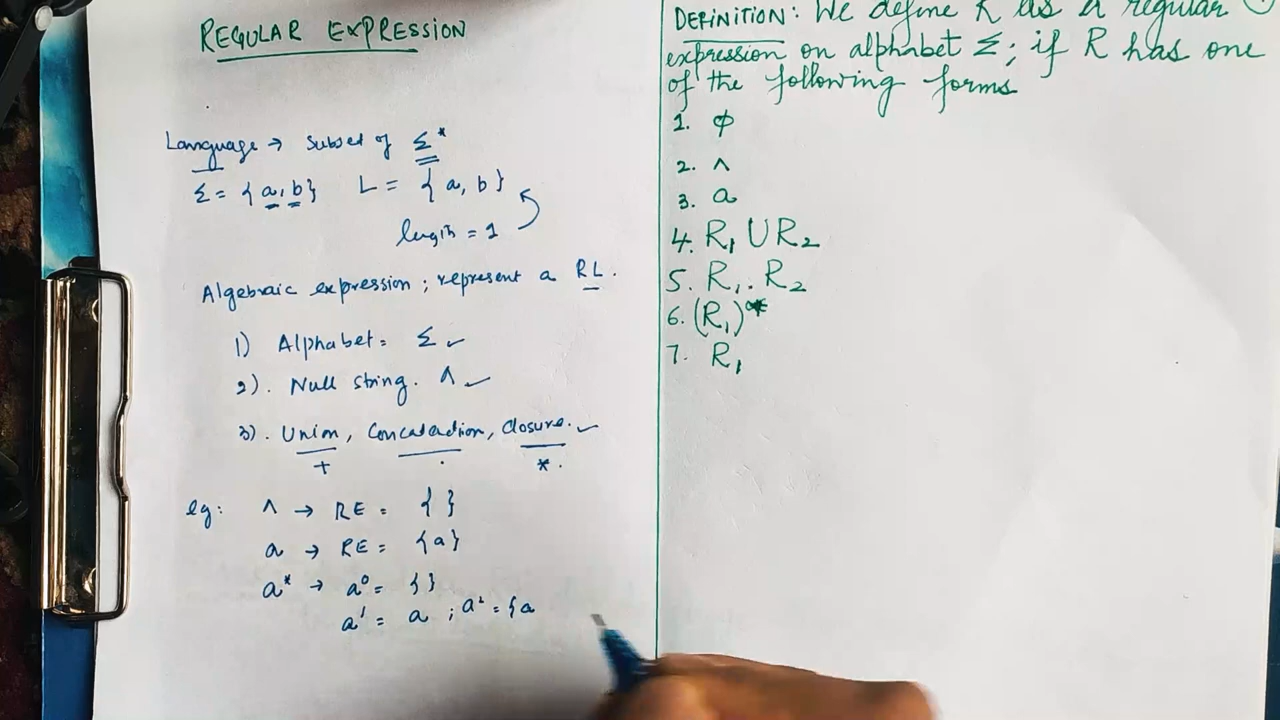 REGULAR EXPRESSION
Language → Subset of Σ*
Σ = {a, b} L = {a, b}
length = 1
Algebraic expression ; represent a RL.
1) Alphabet = Σ ✓
2). Null string. ∧ ✓
3). Union, Concatenation, Closure. ✓
+ . *.
eg: ∧ → RE = { }
a → RE = {a}
a* → a⁰ = { }
a¹ = a ; a² = {a
DEFINITION: We define R as a regular
expression on alphabet Σ; if R has one
of the following forms
1. ϕ
2. ∧
3. a
4. R₁ ∪ R₂
5. R₁. R₂
6. (R₁)*
7. R₁